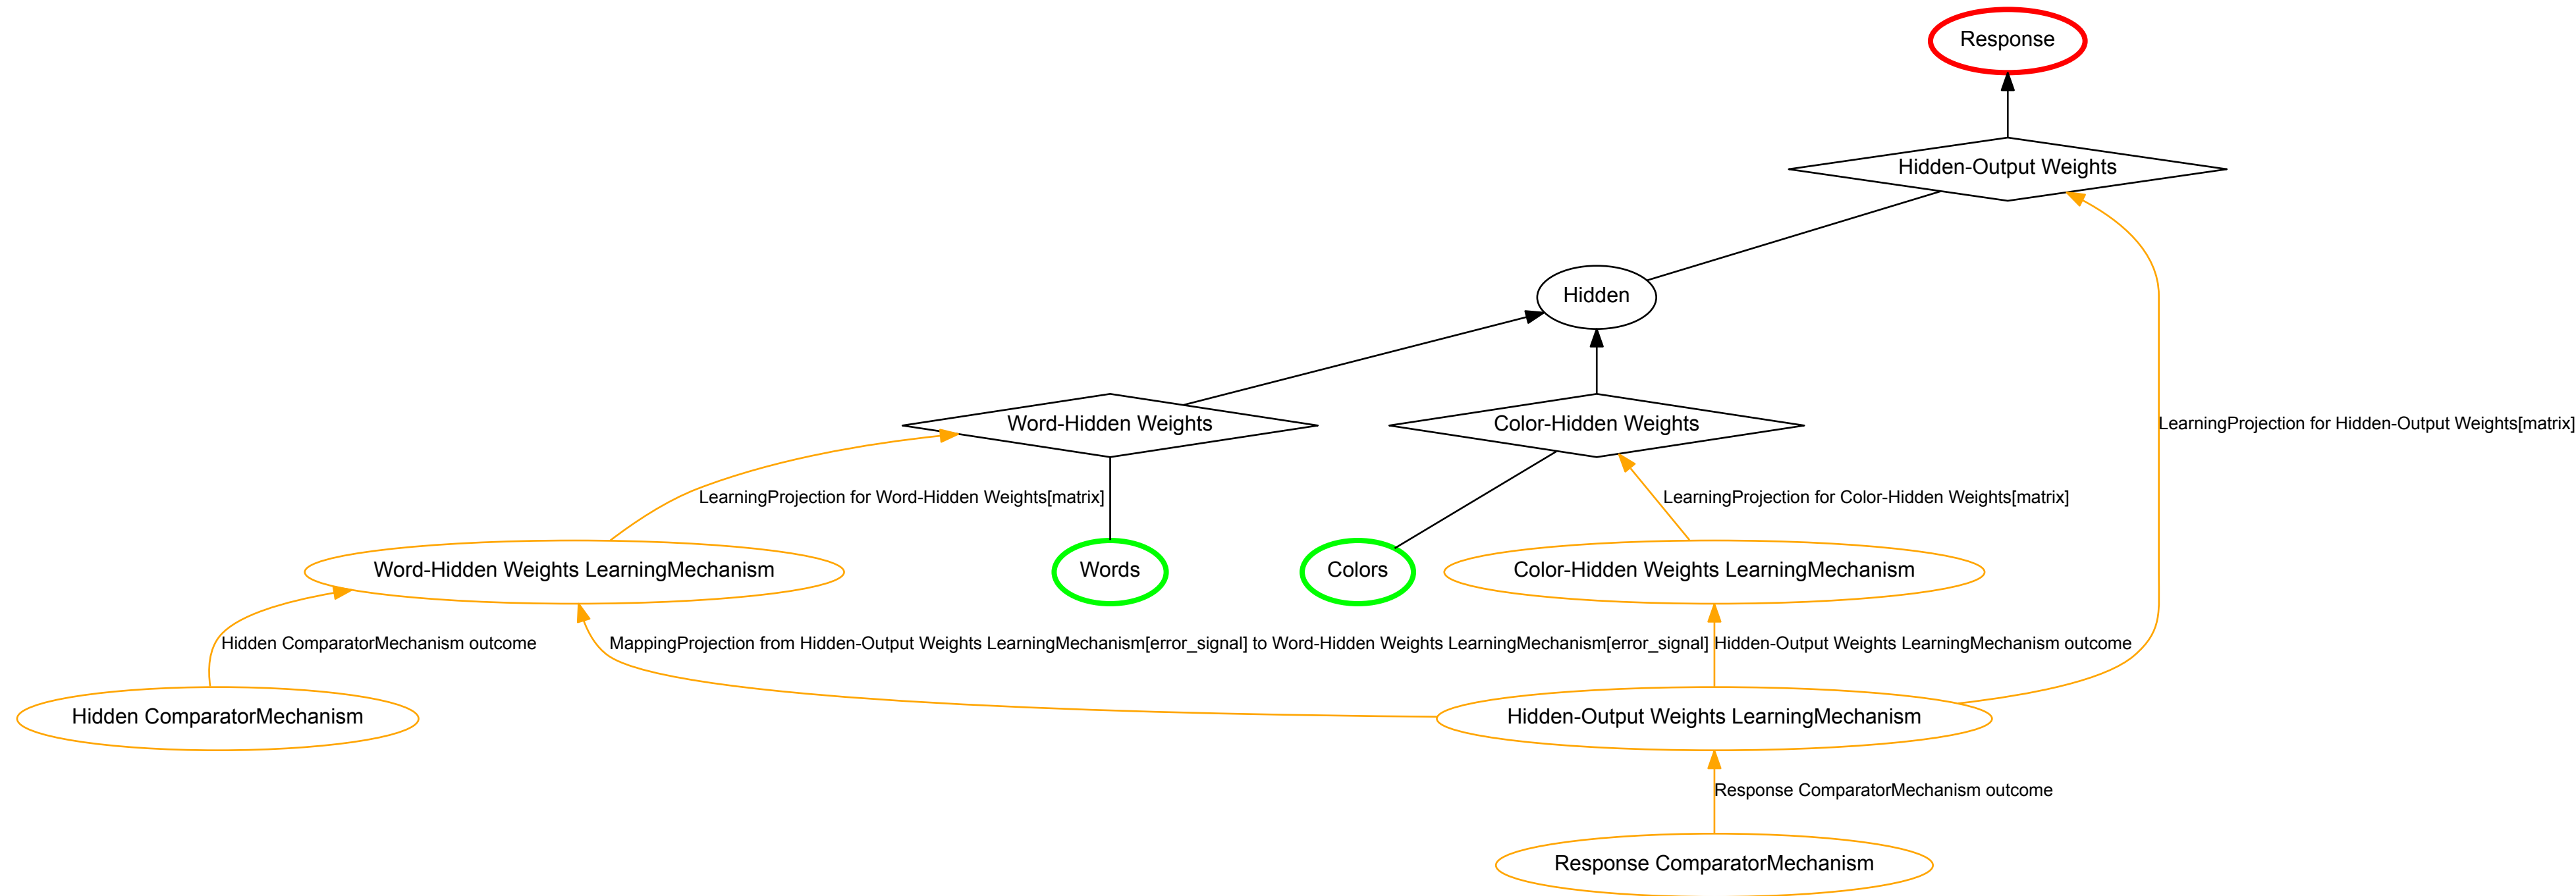 Response
Hidden-Output Weights
Hidden
Word-Hidden Weights
Color-Hidden Weights
LearningProjection for Hidden-Output Weights[matrix]
LearningProjection for Word-Hidden Weights[matrix]
LearningProjection for Color-Hidden Weights[matrix]
Word-Hidden Weights LearningMechanism
Words
Colors
Color-Hidden Weights LearningMechanism
Hidden ComparatorMechanism outcome
MappingProjection from Hidden-Output Weights LearningMechanism[error_signal] to Word-Hidden Weights LearningMechanism[error_signal]
Hidden-Output Weights LearningMechanism outcome
Hidden ComparatorMechanism
Hidden-Output Weights LearningMechanism
Response ComparatorMechanism outcome
Response ComparatorMechanism